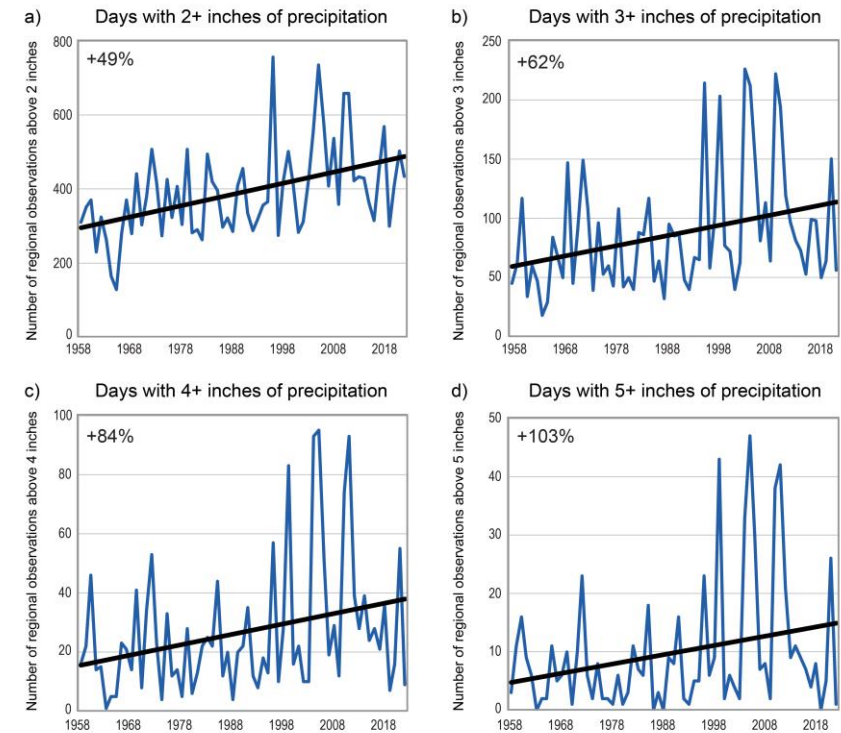 a) Days with 2+ inches of precipitation
Number of regional observations above 2 inches
+49%
800
600
400
200
0
1958 1968 1978 1988 1998 2008 2018
b) Days with 3+ inches of precipitation
Number of regional observations above 3 inches
+62%
250
200
150
100
50
0
1958 1968 1978 1988 1998 2008 2018
c) Days with 4+ inches of precipitation
Number of regional observations above 4 inches
+84%
100
80
60
40
20
0
1958 1968 1978 1988 1998 2008 2018
d) Days with 5+ inches of precipitation
Number of regional observations above 5 inches
+103%
50
40
30
20
10
0
1958 1968 1978 1988 1998 2008 2018